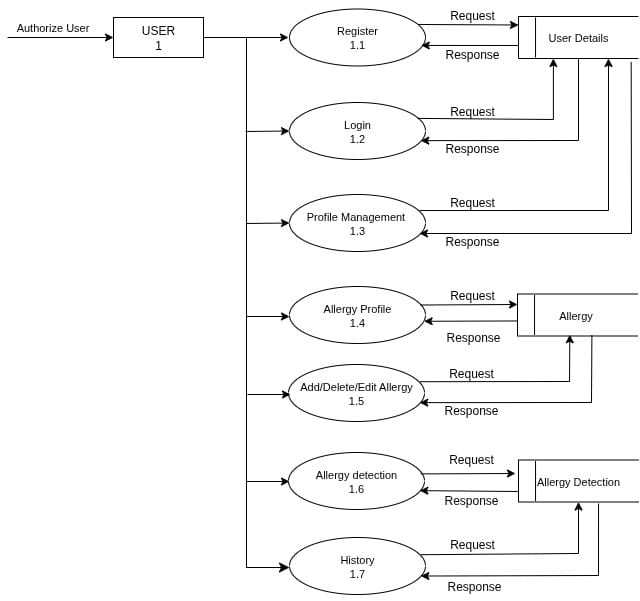 Authorize User
USER
1
Register
1.1
Request
Response
User Details
Login
1.2
Request
Response
Profile Management
1.3
Request
Response
Allergy Profile
1.4
Request
Response
Allergy
Add/Delete/Edit Allergy
1.5
Request
Response
Allergy detection
1.6
Request
Response
Allergy Detection
History
1.7
Request
Response